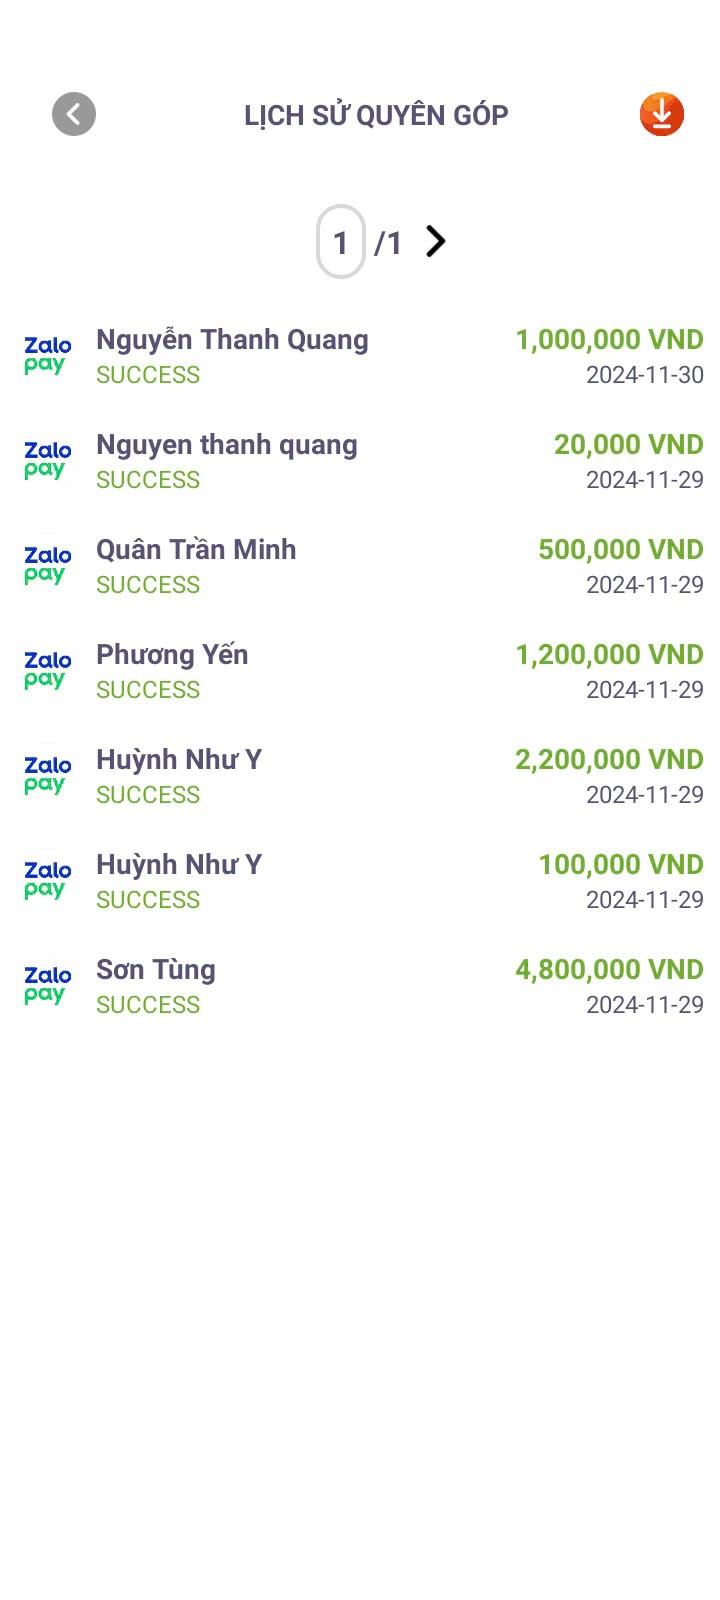 LỊCH SỬ QUYÊN GÓP
1 /1
Zalo pay
Nguyễn Thanh Quang 1,000,000 VND
SUCCESS 2024-11-30
Zalo pay
Nguyen thanh quang 20,000 VND
SUCCESS 2024-11-29
Zalo pay
Quân Trần Minh 500,000 VND
SUCCESS 2024-11-29
Zalo pay
Phương Yến 1,200,000 VND
SUCCESS 2024-11-29
Zalo pay
Huỳnh Như Y 2,200,000 VND
SUCCESS 2024-11-29
Zalo pay
Huỳnh Như Y 100,000 VND
SUCCESS 2024-11-29
Zalo pay
Sơn Tùng 4,800,000 VND
SUCCESS 2024-11-29